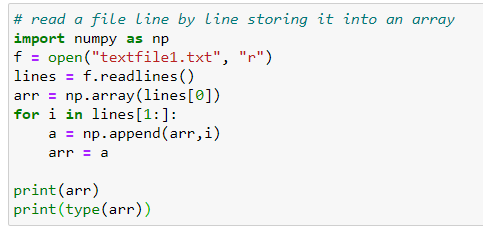 # read a file line by line storing it into an array
import numpy as np
f = open("textfile1.txt", "r")
lines = f.readlines()
arr = np.array(lines[0])
for i in lines[1:]:
    a = np.append(arr,i)
    arr = a

print(arr)
print(type(arr))